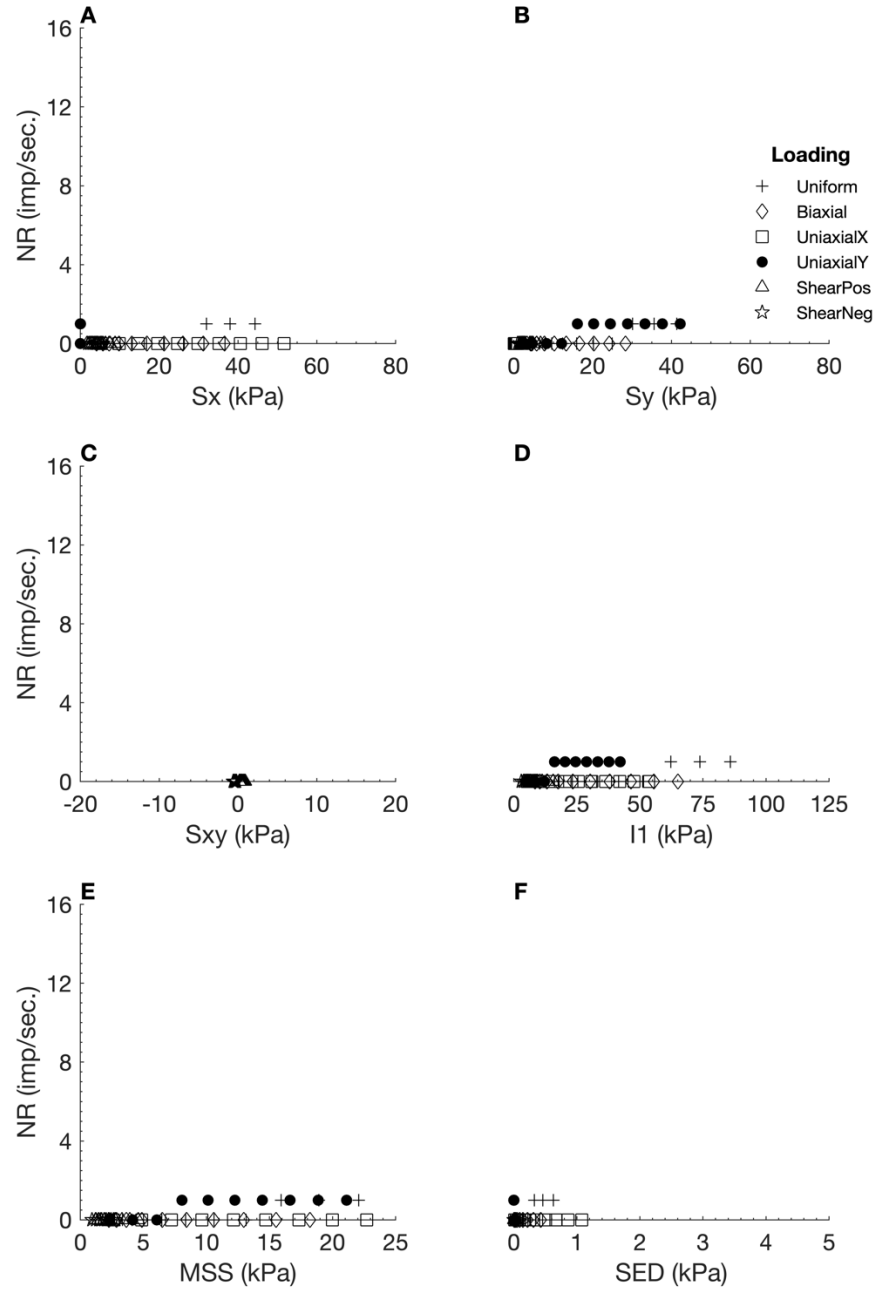 A
16
12
8
4
0
NR (imp/sec.)
0 20 40 60 80
Sx (kPa)
B
0 20 40 60 80
Sy (kPa)
Loading
Uniform
Biaxial
UniaxialX
UniaxialY
ShearPos
ShearNeg
C
16
12
8
4
0
NR (imp/sec.)
-20 -10 0 10 20
Sxy (kPa)
D
0 25 50 75 100 125
I1 (kPa)
E
16
12
8
4
0
NR (imp/sec.)
0 5 10 15 20 25
MSS (kPa)
F
0 1 2 3 4 5
SED (kPa)